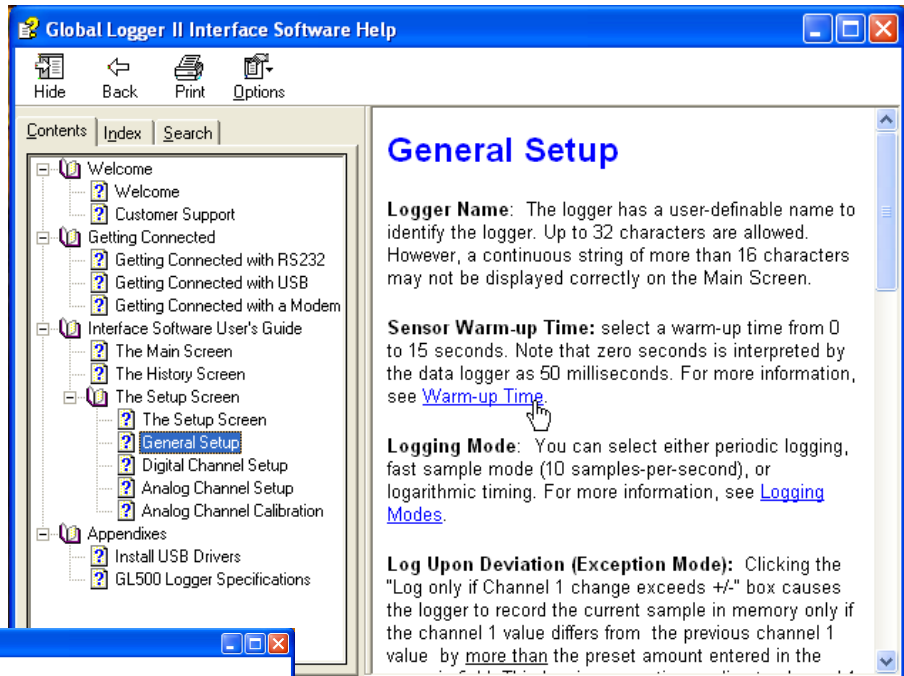 Global Logger II Interface Software Help
Hide Back Print Options
Contents Index Search
Welcome
Welcome
Customer Support
Getting Connected
Getting Connected with RS232
Getting Connected with USB
Getting Connected with a Modem
Interface Software User's Guide
The Main Screen
The History Screen
The Setup Screen
The Setup Screen
General Setup
Digital Channel Setup
Analog Channel Setup
Analog Channel Calibration
Appendixes
Install USB Drivers
GL500 Logger Specifications
General Setup
Logger Name: The logger has a user-definable name to
identify the logger. Up to 32 characters are allowed.
However, a continuous string of more than 16 characters
may not be displayed correctly on the Main Screen.
Sensor Warm-up Time: select a warm-up time from 0
to 15 seconds. Note that zero seconds is interpreted by
the data logger as 50 milliseconds. For more information,
see Warm-up Time.
Logging Mode: You can select either periodic logging,
fast sample mode (10 samples-per-second), or
logarithmic timing. For more information, see Logging
Modes.
Log Upon Deviation (Exception Mode): Clicking the
"Log only if Channel 1 change exceeds +/-" box causes
the logger to record the current sample in memory only if
the channel 1 value differs from the previous channel 1
value by more than the preset amount entered in the